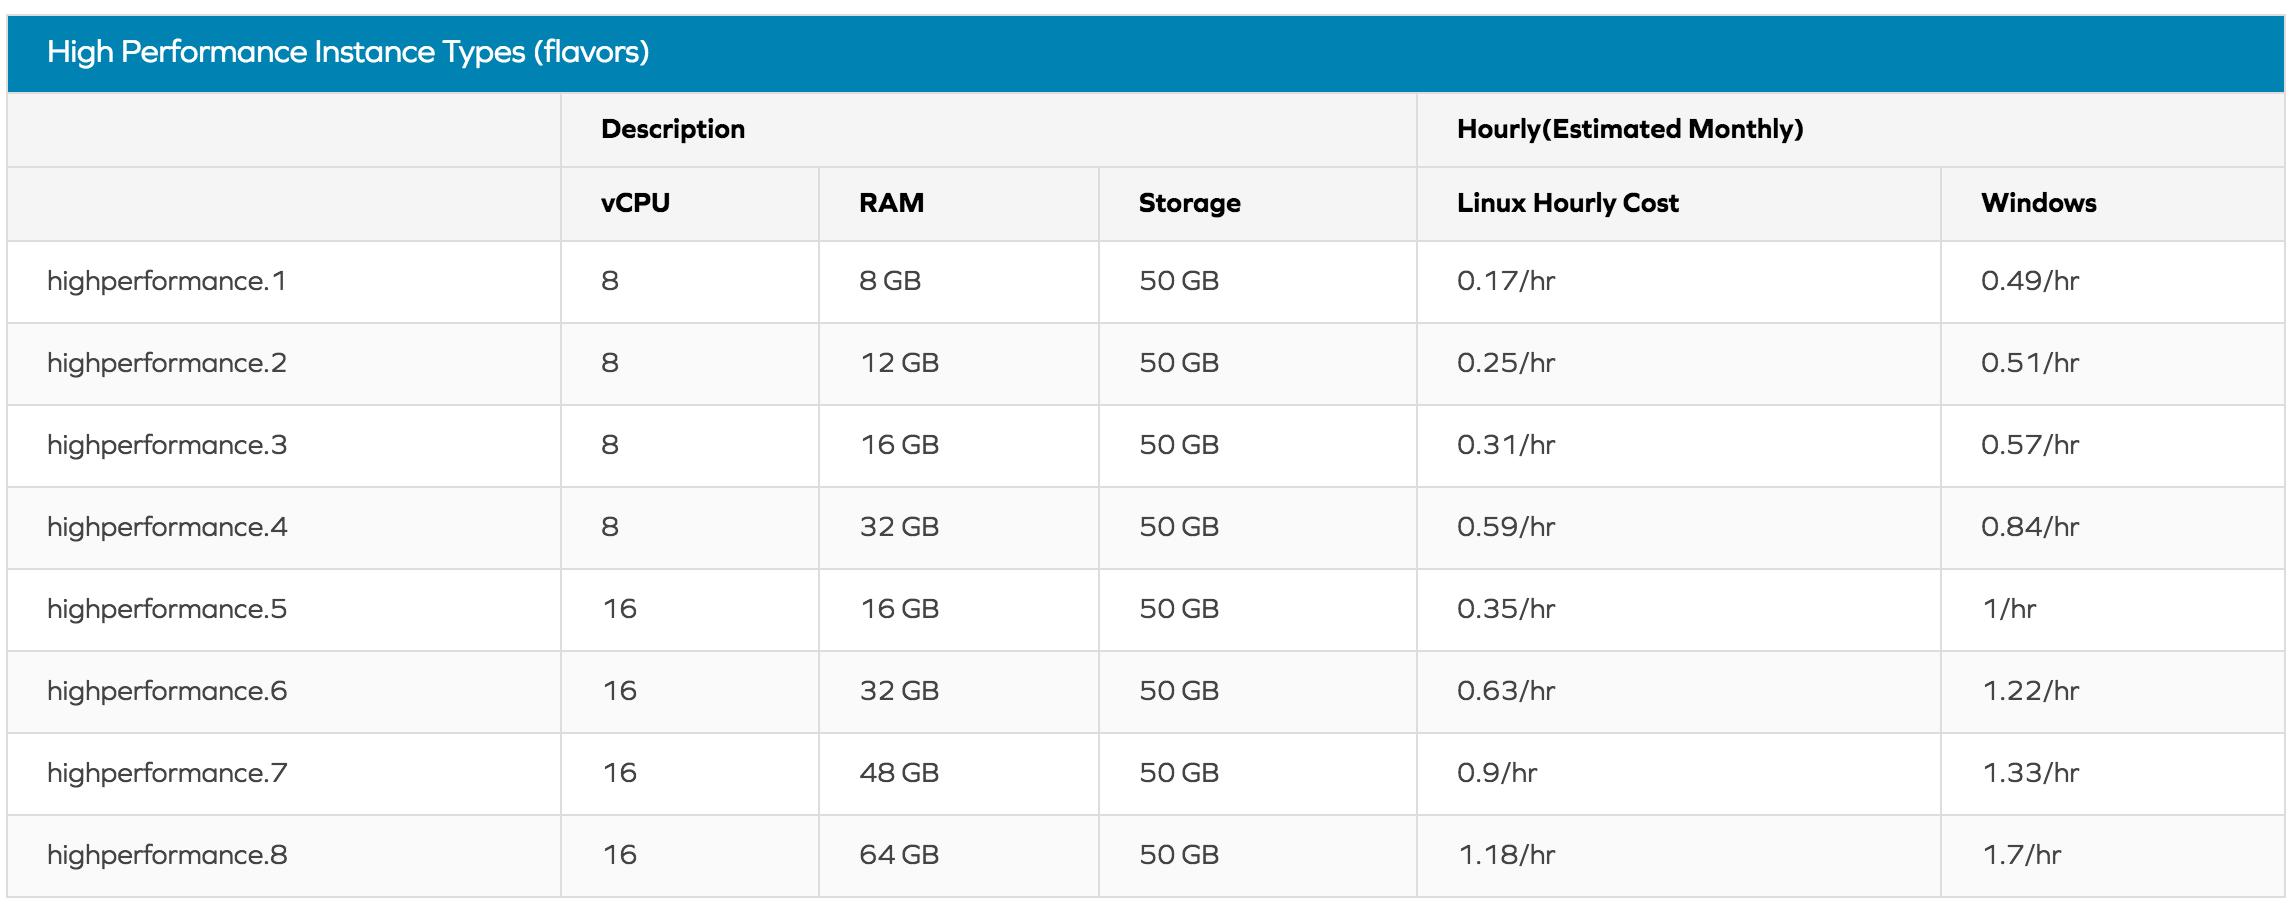 High Performance Instance Types (flavors)
Description Hourly(Estimated Monthly)
vCPU RAM Storage Linux Hourly Cost Windows
highperformance.1 8 8 GB 50 GB 0.17/hr 0.49/hr
highperformance.2 8 12 GB 50 GB 0.25/hr 0.51/hr
highperformance.3 8 16 GB 50 GB 0.31/hr 0.57/hr
highperformance.4 8 32 GB 50 GB 0.59/hr 0.84/hr
highperformance.5 16 16 GB 50 GB 0.35/hr 1/hr
highperformance.6 16 32 GB 50 GB 0.63/hr 1.22/hr
highperformance.7 16 48 GB 50 GB 0.9/hr 1.33/hr
highperformance.8 16 64 GB 50 GB 1.18/hr 1.7/hr